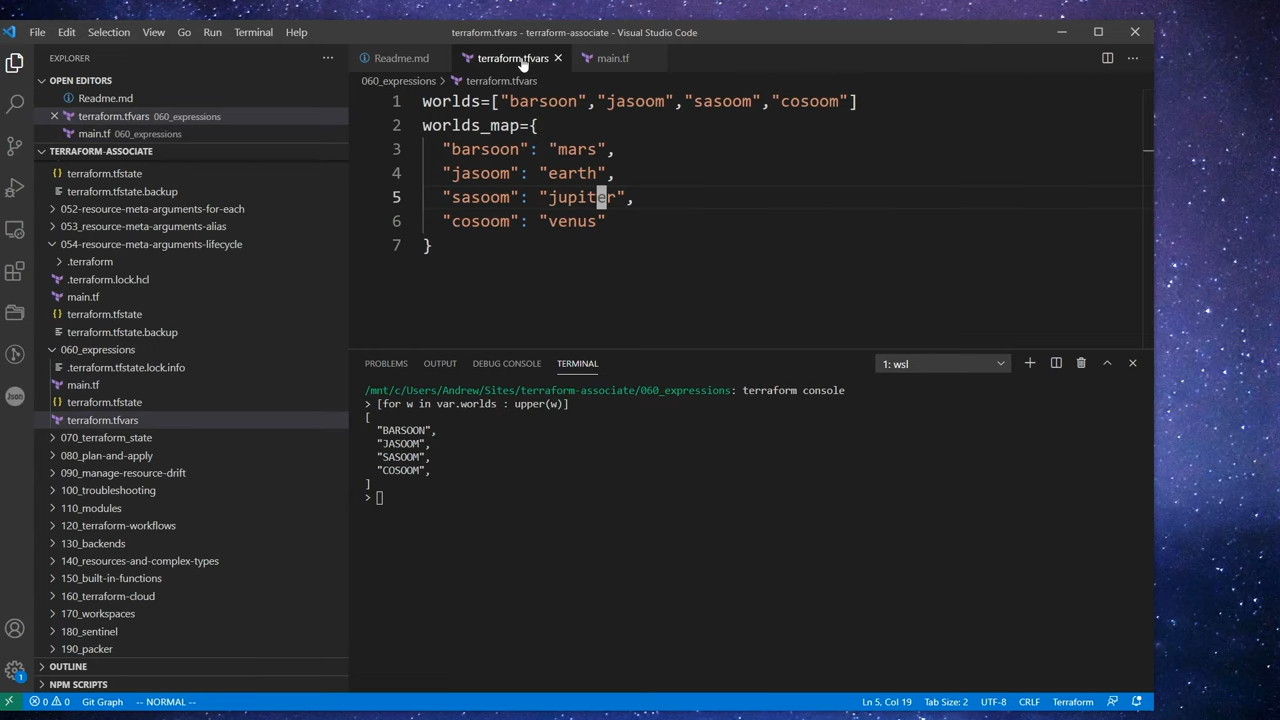 File Edit Selection View Go Run Terminal Help
terraform.tfvars - terraform-associate - Visual Studio Code
EXPLORER
OPEN EDITORS
Readme.md
terraform.tfvars 060_expressions
main.tf 060_expressions
TERRAFORM-ASSOCIATE
terraform.tfstate
terraform.tfstate.backup
052-resource-meta-arguments-for-each
053_resource-meta-arguments-alias
054-resource-meta-arguments-lifecycle
.terraform
.terraform.lock.hcl
main.tf
terraform.tfstate
terraform.tfstate.backup
060_expressions
.terraform.tfstate.lock.info
main.tf
terraform.tfstate
terraform.tfvars
070_terraform_state
080_plan-and-apply
090_manage-resource-drift
100_troubleshooting
110_modules
120_terraform-workflows
130_backends
140_resources-and-complex-types
150_built-in-functions
160_terraform-cloud
170_workspaces
180_sentinel
190_packer
OUTLINE
NPM SCRIPTS
Json
1
Readme.md terraform.tfvars main.tf
060_expressions > terraform.tfvars
1 worlds=["barsoon","jasoom","sasoom","cosoom"]
2 worlds_map={
3 "barsoon": "mars",
4 "jasoom": "earth",
5 "sasoom": "jupiter",
6 "cosoom": "venus"
7 }
PROBLEMS OUTPUT DEBUG CONSOLE TERMINAL
1: wsl
/mnt/c/Users/Andrew/Sites/terraform-associate/060_expressions: terraform console
> [for w in var.worlds : upper(w)]
[
"BARSOON",
"JASOOM",
"SASOOM",
"COSOOM",
]
>
0 0 Git Graph -- NORMAL --
Ln 5, Col 19 Tab Size: 2 UTF-8 CRLF Terraform